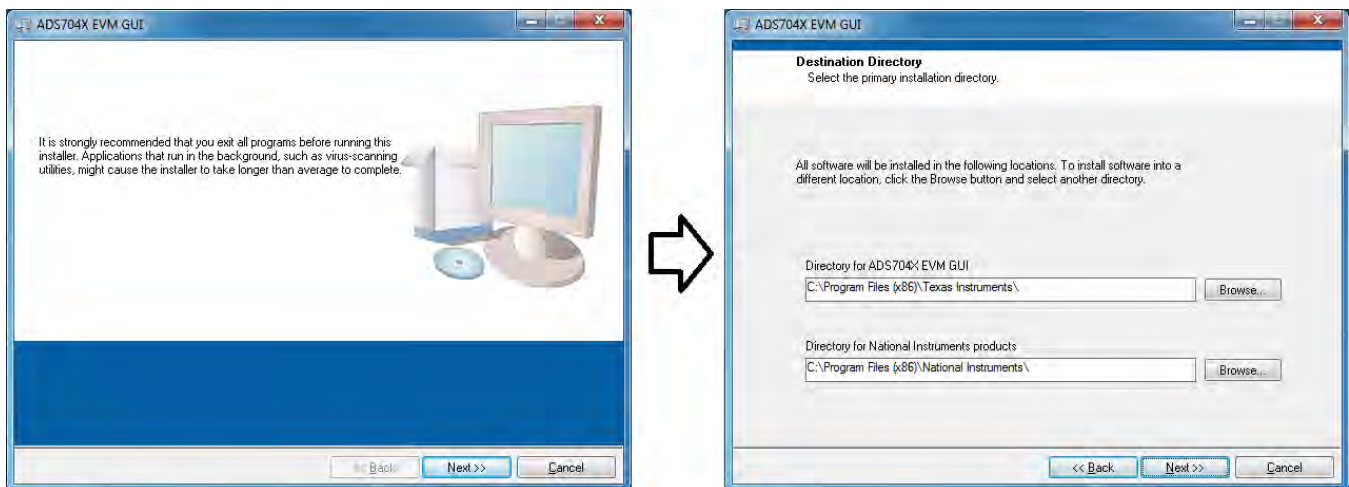 ADS704X EVM GUI
It is strongly recommended that you exit all programs before running this
installer. Applications that run in the background, such as virus-scanning
utilities, might cause the installer to take longer than average to complete.
<< Back
Next >>
Cancel
ADS704X EVM GUI
Destination Directory
Select the primary installation directory.
All software will be installed in the following locations. To install software into a
different location, click the Browse button and select another directory.
Directory for ADS704X EVM GUI
C:\Program Files (x86)\Texas Instruments\
Browse...
Directory for National Instruments products
C:\Program Files (x86)\National Instruments\
Browse...
<< Back
Next >>
Cancel